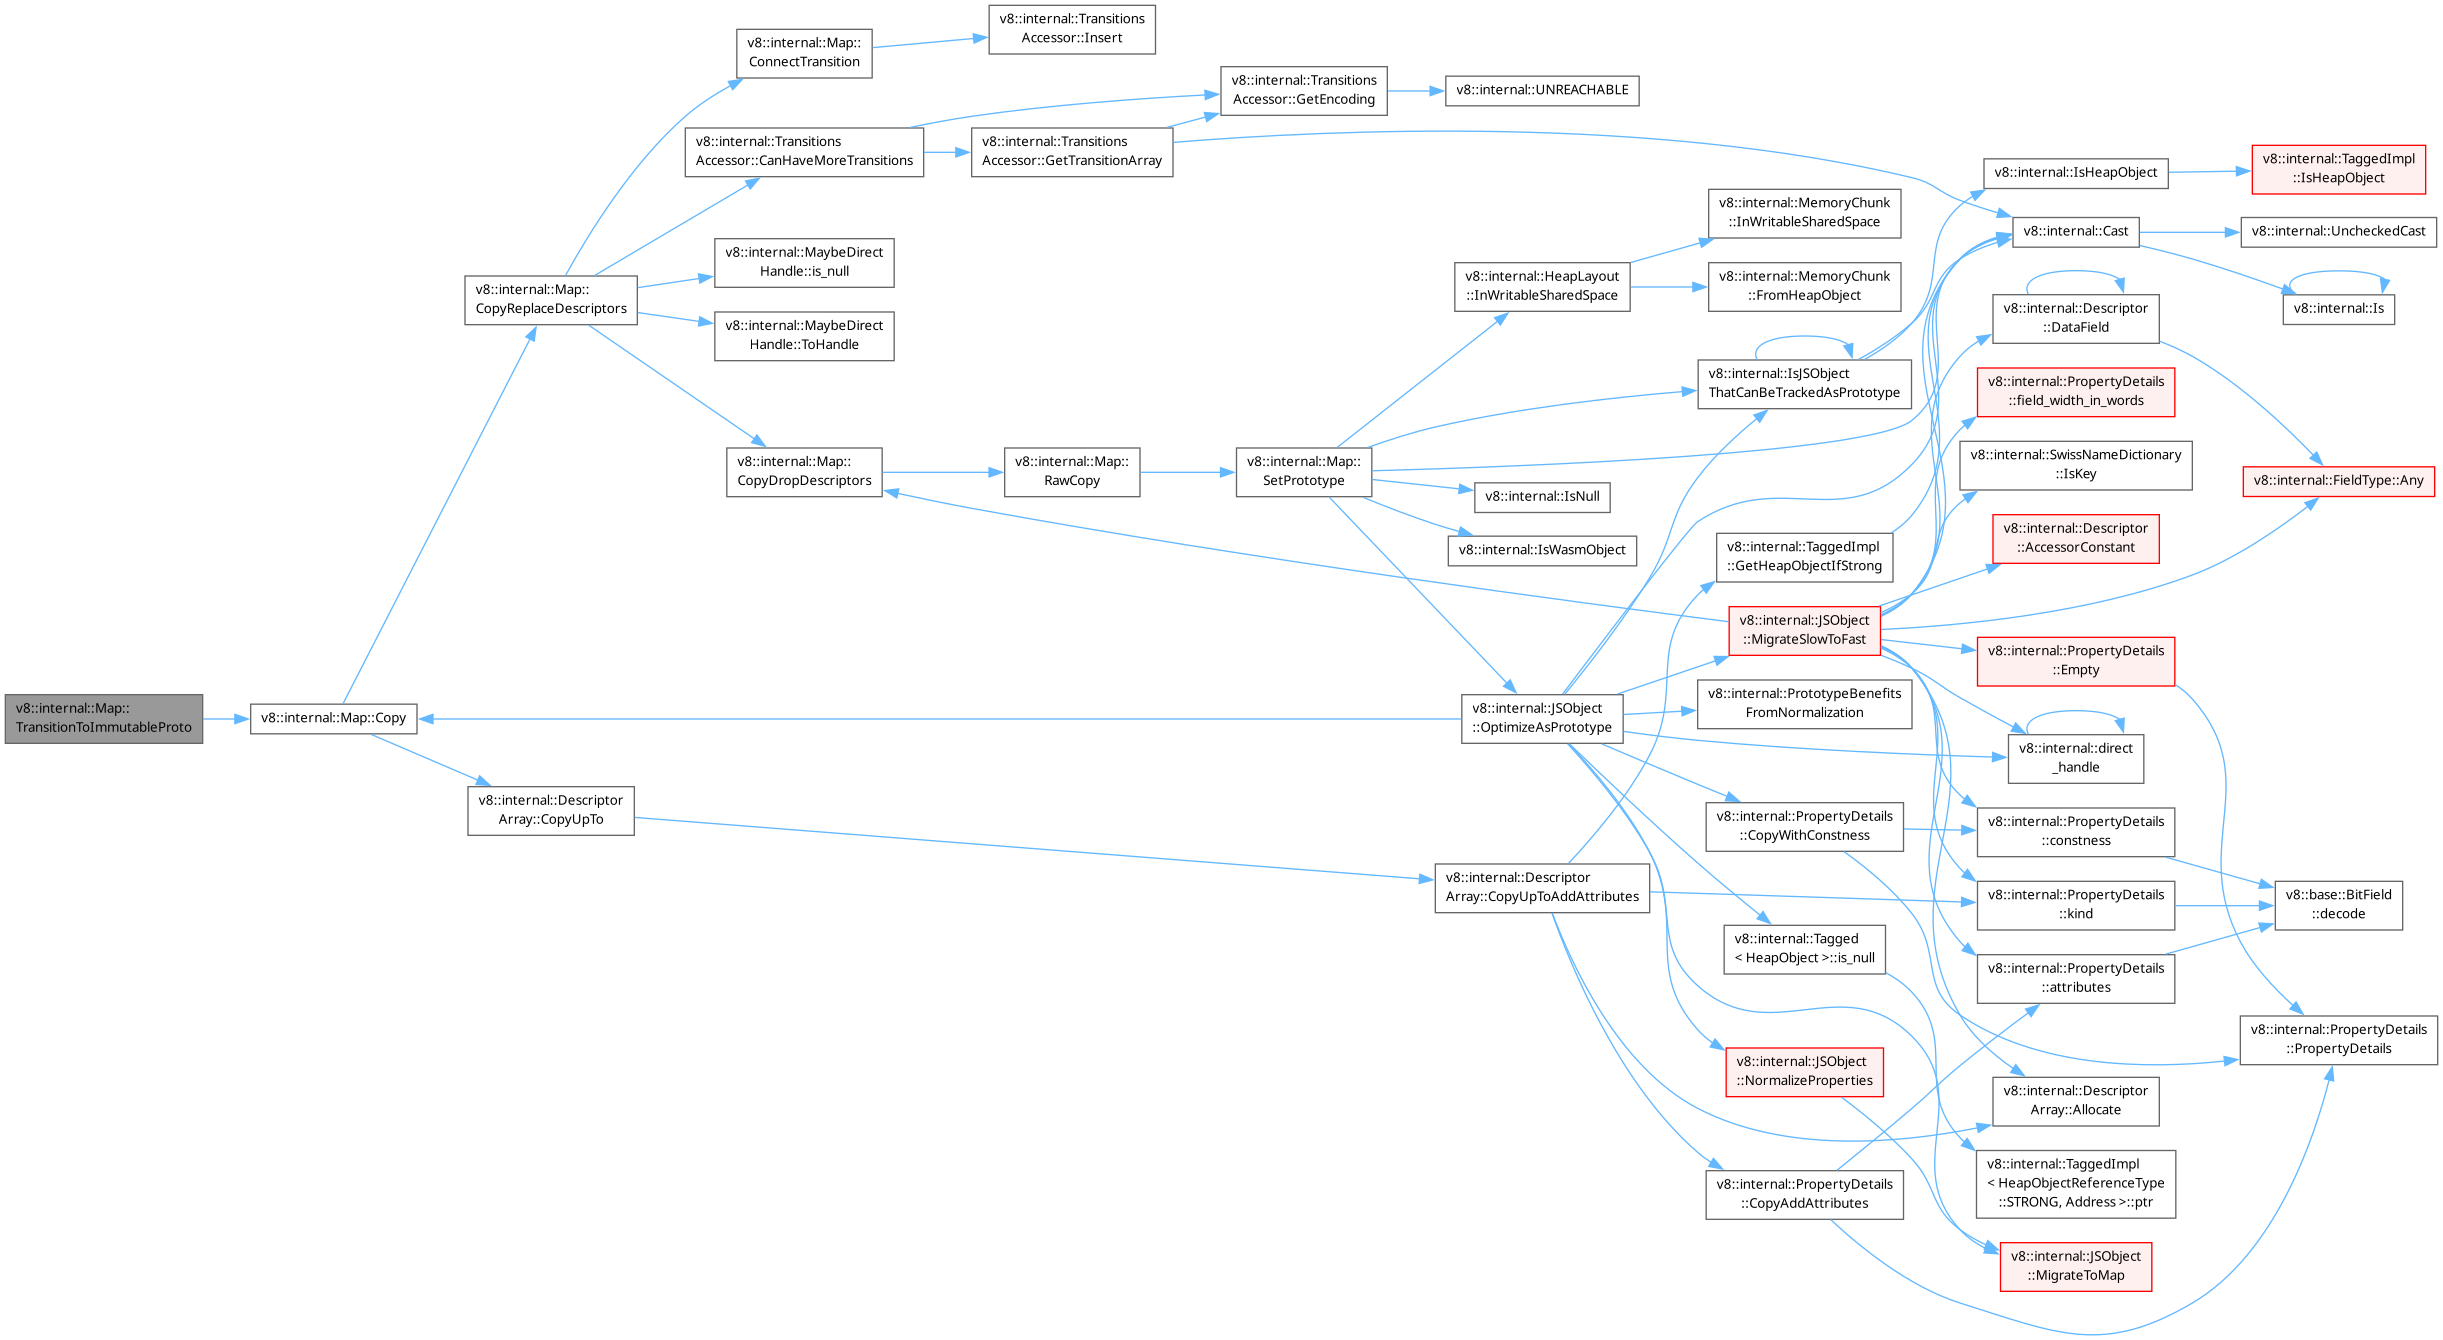 v8::internal::Map::
TransitionToImmutableProto
v8::internal::Map::Copy
v8::internal::Map::
CopyReplaceDescriptors
v8::internal::Descriptor
Array::CopyUpTo
v8::internal::Map::
ConnectTransition
v8::internal::Transitions
Accessor::CanHaveMoreTransitions
v8::internal::MaybeDirect
Handle::is_null
v8::internal::MaybeDirect
Handle::ToHandle
v8::internal::Map::
CopyDropDescriptors
v8::internal::Transitions
Accessor::Insert
v8::internal::Transitions
Accessor::GetTransitionArray
v8::internal::Map::
RawCopy
v8::internal::Transitions
Accessor::GetEncoding
v8::internal::Map::
SetPrototype
v8::internal::UNREACHABLE
v8::internal::HeapLayout
::InWritableSharedSpace
v8::internal::IsNull
v8::internal::IsWasmObject
v8::internal::JSObject
::OptimizeAsPrototype
v8::internal::Descriptor
Array::CopyUpToAddAttributes
v8::internal::MemoryChunk
::InWritableSharedSpace
v8::internal::MemoryChunk
::FromHeapObject
v8::internal::IsJSObject
ThatCanBeTrackedAsPrototype
v8::internal::TaggedImpl
::GetHeapObjectIfStrong
v8::internal::JSObject
::MigrateSlowToFast
v8::internal::PrototypeBenefits
FromNormalization
v8::internal::PropertyDetails
::CopyWithConstness
v8::internal::Tagged
< HeapObject >::is_null
v8::internal::JSObject
::NormalizeProperties
v8::internal::PropertyDetails
::CopyAddAttributes
v8::internal::IsHeapObject
v8::internal::Cast
v8::internal::Descriptor
::DataField
v8::internal::PropertyDetails
::field_width_in_words
v8::internal::SwissNameDictionary
::IsKey
v8::internal::Descriptor
::AccessorConstant
v8::internal::PropertyDetails
::Empty
v8::internal::direct
_handle
v8::internal::PropertyDetails
::constness
v8::internal::PropertyDetails
::kind
v8::internal::PropertyDetails
::attributes
v8::internal::Descriptor
Array::Allocate
v8::internal::TaggedImpl
< HeapObjectReferenceType
::STRONG, Address >::ptr
v8::internal::JSObject
::MigrateToMap
v8::internal::TaggedImpl
::IsHeapObject
v8::internal::UncheckedCast
v8::internal::Is
v8::internal::FieldType::Any
v8::base::BitField
::decode
v8::internal::PropertyDetails
::PropertyDetails